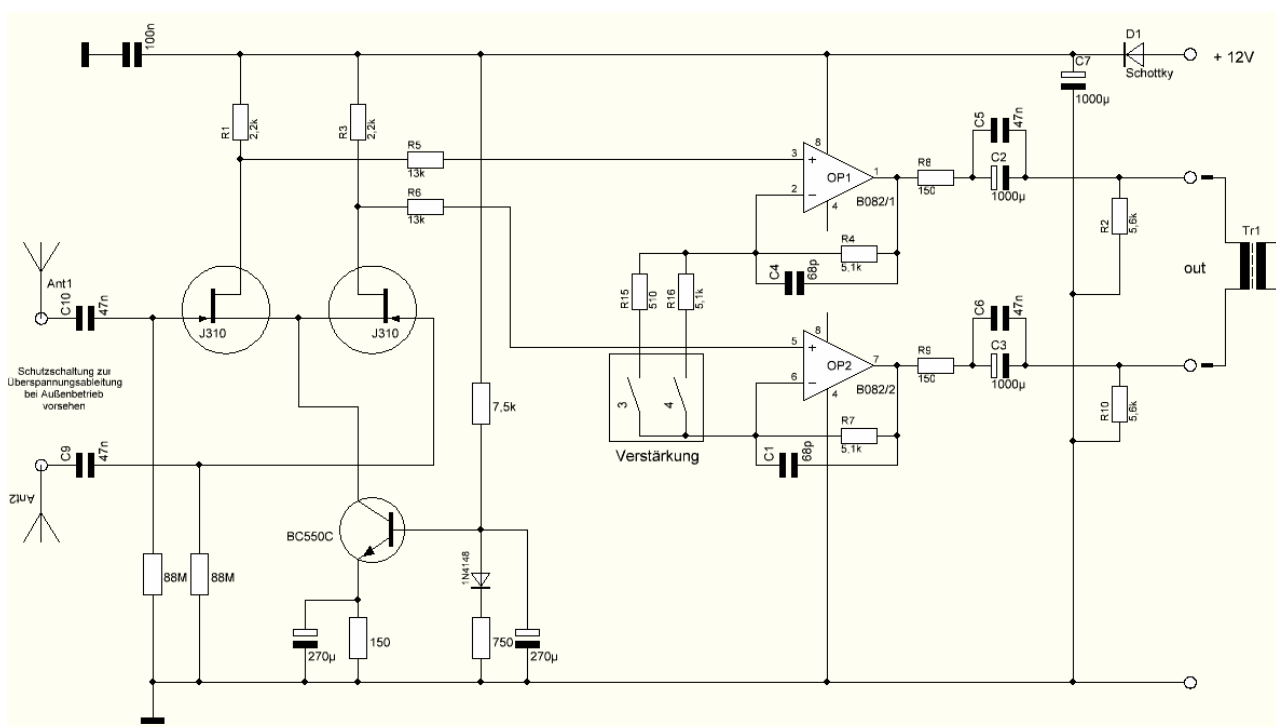 100n
D1
Schottky
+ 12V
C7
1000µ
R1
2,2k
R3
2,2k
R5
13k
R6
13k
8
3
+
OP1
1
2
−
4
B082/1
R8
150
C5
47n
C2
1000µ
R2
5,6k
R4
5,1k
C4
68p
Tr1
out
Ant1
C10
47n
J310
J310
R15
510
R16
5,1k
8
5
+
OP2
7
6
−
4
B082/2
R9
150
C6
47n
C3
1000µ
R10
5,6k
R7
5,1k
C1
68p
3
4
Verstärkung
Schutzschaltung zur
Überspannungsableitung
bei Außenbetrieb
vorsehen
7,5k
C9
47n
Ant2
BC550C
1N4148
88M
88M
270µ
150
750
270µ